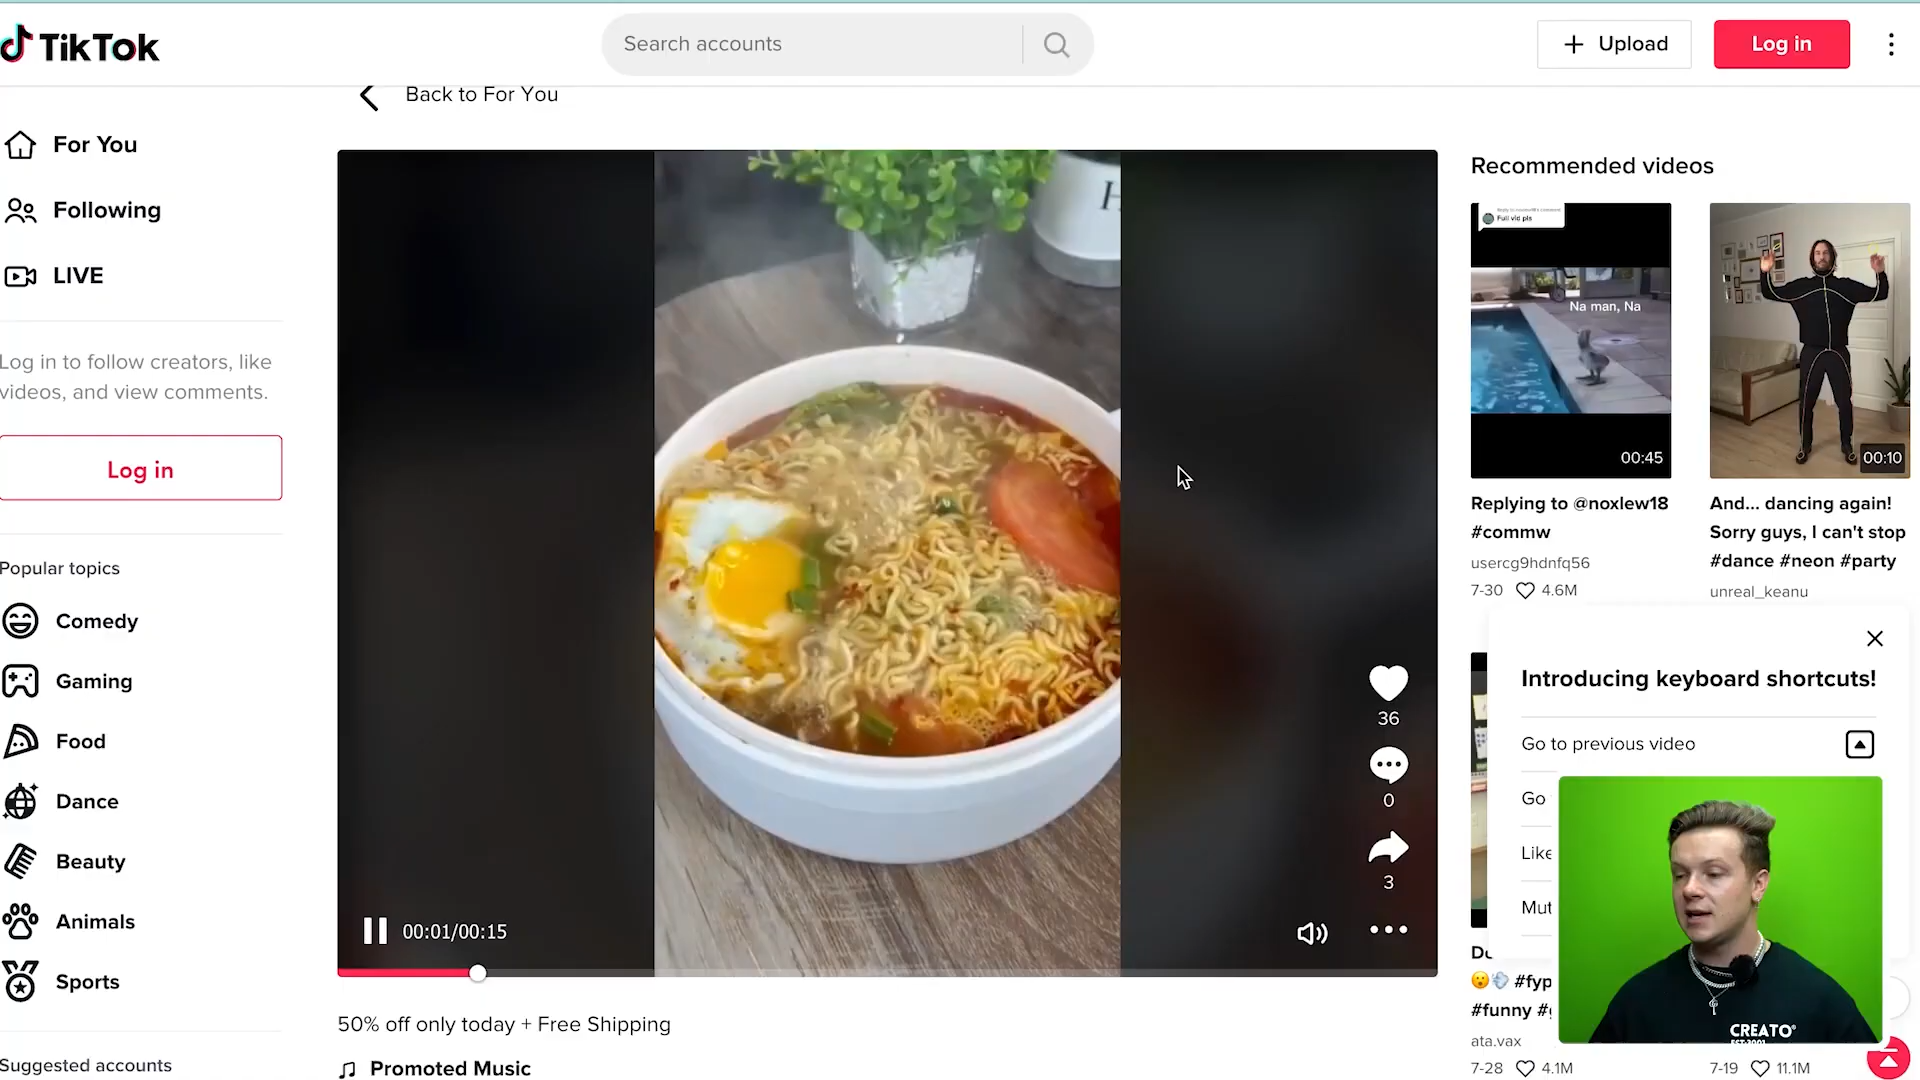 TikTok
Search accounts
Upload
Log in
Back to For You
For You
Following
LIVE
Log in to follow creators, like
videos, and view comments.
Log in
Popular topics
Comedy
Gaming
Food
Dance
Beauty
Animals
Sports
Suggested accounts
H
36
0
3
00:01/00:15
50% off only today + Free Shipping
Promoted Music
Recommended videos
Full vid pls
Na man, Na
00:45
Replying to @noxlew18
#commw
usercg9hdnfq56
7-30 4.6M
00:10
And... dancing again!
Sorry guys, I can't stop
#dance #neon #party
unreal_keanu
Introducing keyboard shortcuts!
Go to previous video
Go
Like
Mut
#fyp
#funny
ata.vax
7-28 4.1M
7-19 11.1M
CREATO